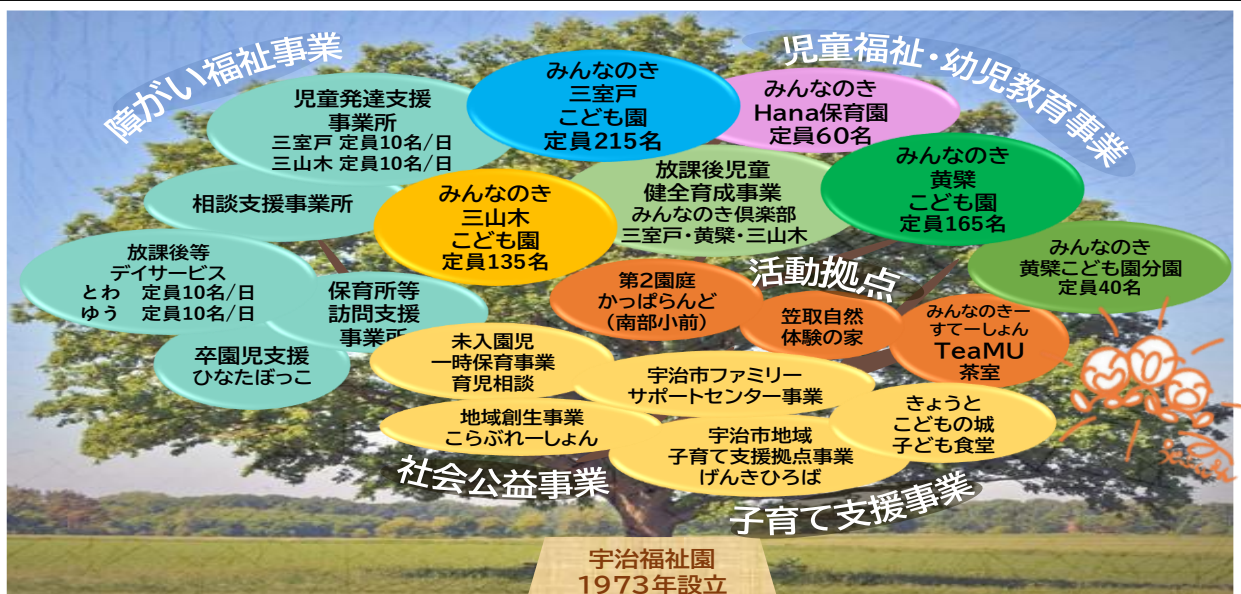 障がい福祉事業
児童福祉・幼児教育事業
児童発達支援
事業所
三室戸 定員10名/日
三山木 定員10名/日
みんなのき
三室戸
こども園
定員215名
みんなのき
Hana保育園
定員60名
相談支援事業所
みんなのき
三山木
こども園
定員135名
放課後児童
健全育成事業
みんなのき倶楽部
三室戸・黄檗・三山木
みんなのき
黄檗
こども園
定員165名
みんなのき
黄檗こども園分園
定員40名
放課後等
デイサービス
とわ 定員10名/日
ゆう 定員10名/日
保育所等
訪問支援
事業所
卒園児支援
ひなたぼっこ
活動拠点
第2園庭
かっぱらんど
(南部小前)
笠取自然
体験の家
みんなのきー
すてーしょん
TeaMU
茶室
未入園児
一時保育事業
育児相談
宇治市ファミリー
サポートセンター事業
地域創生事業
こらぶれーしょん
宇治市地域
子育て支援拠点事業
げんきひろば
きょうと
こどもの城
子ども食堂
社会公益事業
子育て支援事業
宇治福祉園
1973年設立